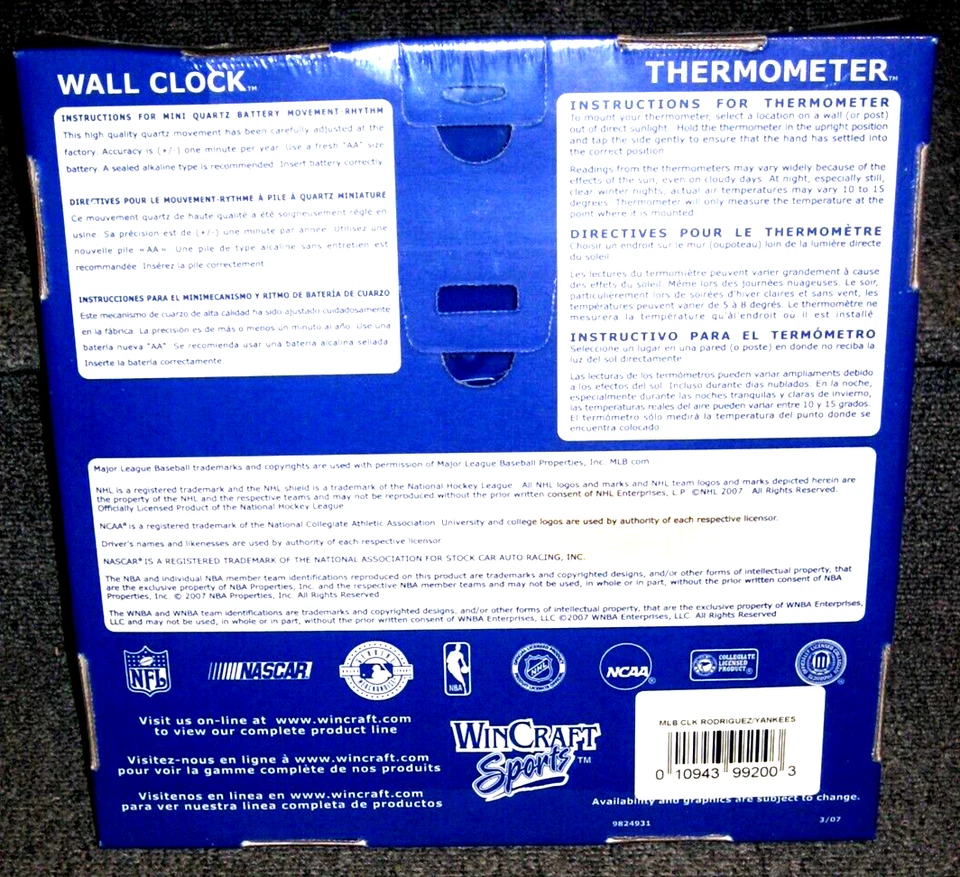 WALL CLOCK™
INSTRUCTIONS FOR MINI QUARTZ BATTERY MOVEMENT RHYTHM
This high quality quartz movement has been carefully adjusted at the
factory. Accuracy is (+/-) one minute per year. Use a fresh "AA" size
battery. A sealed alkaline type is recommended. Insert battery correctly.
DIRECTIVES POUR LE MOUVEMENT-RYTHME À PILE À QUARTZ MINIATURE
Ce mouvement quartz de haute qualité a été soigneusement réglé en
usine. Sa précision est de (+/-) une minute par année. Utilisez une
nouvelle pile «AA». Une pile de type alcaline sans entretien est
recommandée. Insérez la pile correctement.
INSTRUCCIONES PARA EL MINIMECANISMO Y RITMO DE BATERÍA DE CUARZO
Este mecanismo de cuarzo de alta calidad ha sido ajustado cuidadosamente
en la fábrica. La precisión es de más o menos un minuto al año. Use una
batería nueva "AA". Se recomienda usar una batería alcalina sellada.
Inserte la batería correctamente.
THERMOMETER™
INSTRUCTIONS FOR THERMOMETER
To mount your thermometer, select a location on a wall (or post)
out of direct sunlight. Hold the thermometer in the upright position
and tap the side gently to ensure that the hand has settled into
the correct position.
Readings from the thermometers may vary widely because of the
effects of the sun, even on cloudy days. At night, especially still,
clear winter nights, actual air temperatures may vary 10 to 15
degrees. Thermometer will only measure the temperature at the
point where it is mounted.
DIRECTIVES POUR LE THERMOMÈTRE
Choisir un endroit sur le mur (oupoteau) loin de la lumière directe
du soleil.
Les lectures du termomiètre peuvent varier grandement à cause
des effets du soleil. Même lors des journées nuageuses. Le soir,
particulierement lors de soirées d'hiver claires et sans vent, les
températures peuvent varier de 5 à 8 degrés. Le thermomètre ne
mesurera la température qu'àl'endroit ou il est installé.
INSTRUCTIVO PARA EL TERMÓMETRO
Seleccione un lugar en una pared (o poste) en donde no reciba la
luz del sol directamente.
Las lecturas de los termómetros pueden variar ampliaments debido
a los efectos del sol. Incluso durante dias nublados. En la noche,
especialmente durante las noches tranquilas y claras de invierno,
las temperaturas reales del aire pueden variar entre 10 y 15 grados.
El termómetro sólo medirá la temperatura del punto donde se
encuentra colocado.
Major League Baseball trademarks and copyrights are used with permission of Major League Baseball Properties, Inc. MLB.com
NHL is a registered trademark and the NHL shield is a trademark of the National Hockey League. All NHL logos and marks and NHL team logos and marks depicted herein are
the property of the NHL and the respective teams and may not be reproduced without the prior written consent of NHL Enterprises, L.P. ©NHL 2007. All Rights Reserved.
Officially Licensed Product of the National Hockey League
NCAA® is a registered trademark of the National Collegiate Athletic Association. University and college logos are used by authority of each respective licensor.
Driver's names and likenesses are used by authority of each respective licensor.
NASCAR® IS A REGISTERED TRADEMARK OF THE NATIONAL ASSOCIATION FOR STOCK CAR AUTO RACING, INC.
The NBA and individual NBA member team identifications reproduced on this product are trademarks and copyrighted designs, and/or other forms of intellectual property, that
are the exclusive property of NBA Properties, Inc. and the respective NBA member teams and may not be used, in whole or in part, without the prior written consent of NBA
Properties, Inc. © 2007 NBA Properties, Inc. All Rights Reserved
The WNBA and WNBA team identifications are trademarks and copyrighted designs, and/or other forms of intellectual property, that are the exclusive property of WNBA Enterprises,
LLC and may not be used, in whole or in part, without the prior written consent of WNBA Enterprises, LLC ©2007 WNBA Enterprises, LLC. All Rights Reserved
NFL NASCAR NBA NHL NCAA® COLLEGIATE
LICENSED
PRODUCT
Visit us on-line at www.wincraft.com
to view our complete product line
Visitez-nous en ligne à www.wincraft.com
pour voir la gamme complète de nos produits
Visitenos en linea en www.wincraft.com
para ver nuestra linea completa de productos
WINCRAFT
Sports™
MLB CLK RODRIGUEZ/YANKEES
0 10943 99200 3
Availability and graphics are subject to change.
9824931 3/07